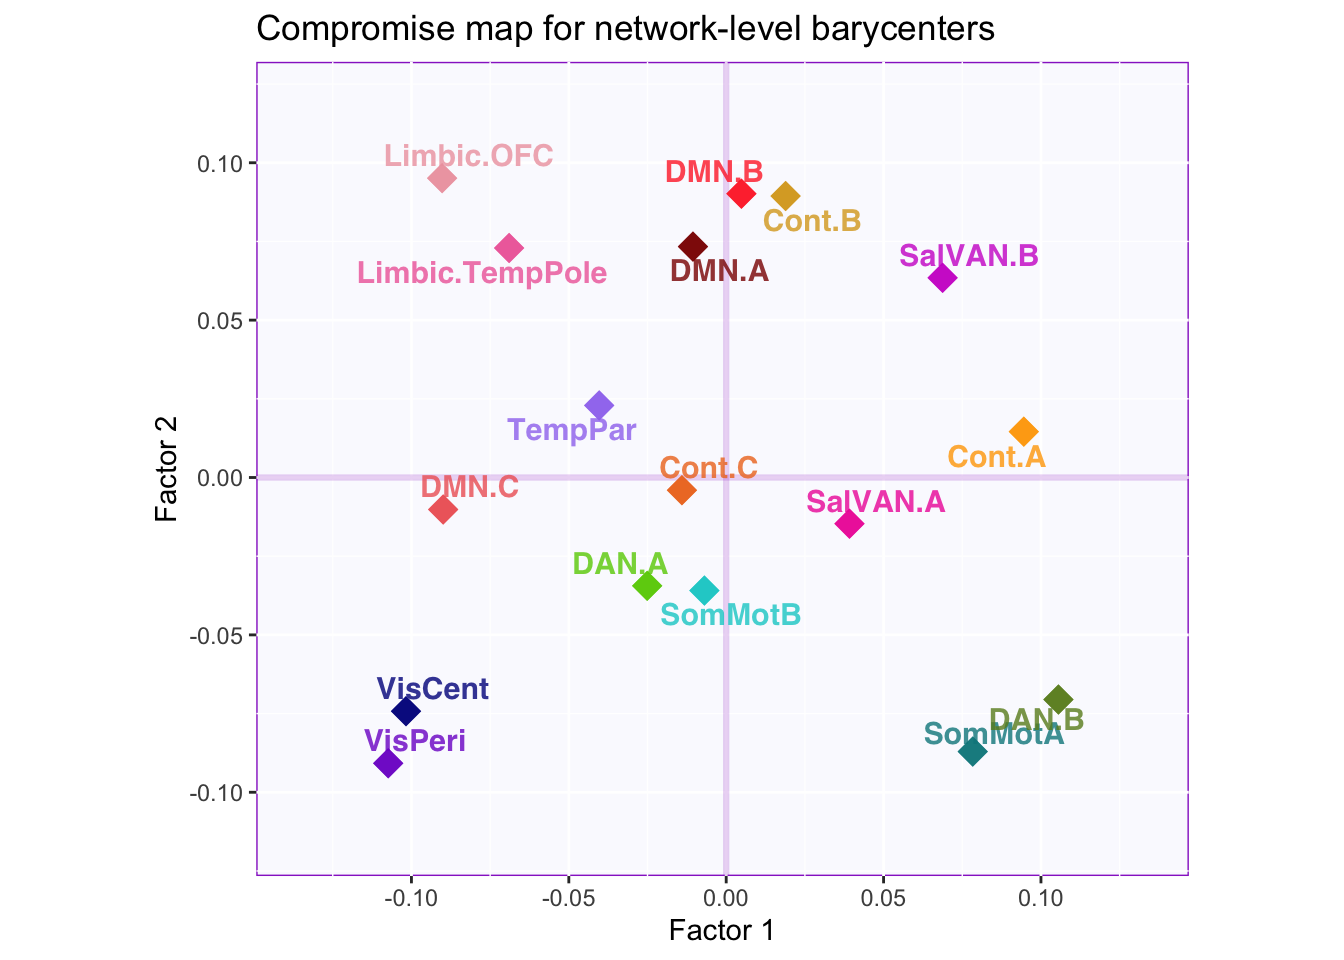 Compromise map for network-level barycenters
Limbic.OFC
0.10
DMN.B
Cont.B
SalVAN.B
DMN.A
Limbic.TempPole
0.05
TempPar
Cont.A
Cont.C
0.00
DMN.C
SalVAN.A
Factor 2
DAN.A
SomMotB
-0.05
VisCent
DAN.B
SomMotA
VisPeri
-0.10
-0.10 -0.05 0.00 0.05 0.10
Factor 1